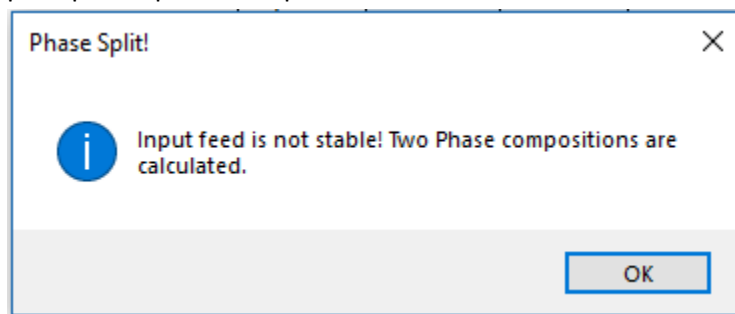 Phase Split!
Input feed is not stable! Two Phase compositions are
calculated.
OK